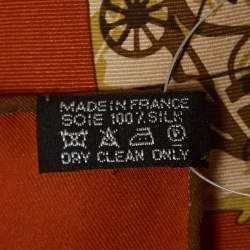 MADE IN FRANCE
SOIE 100% SILK
P
DRY CLEAN ONLY